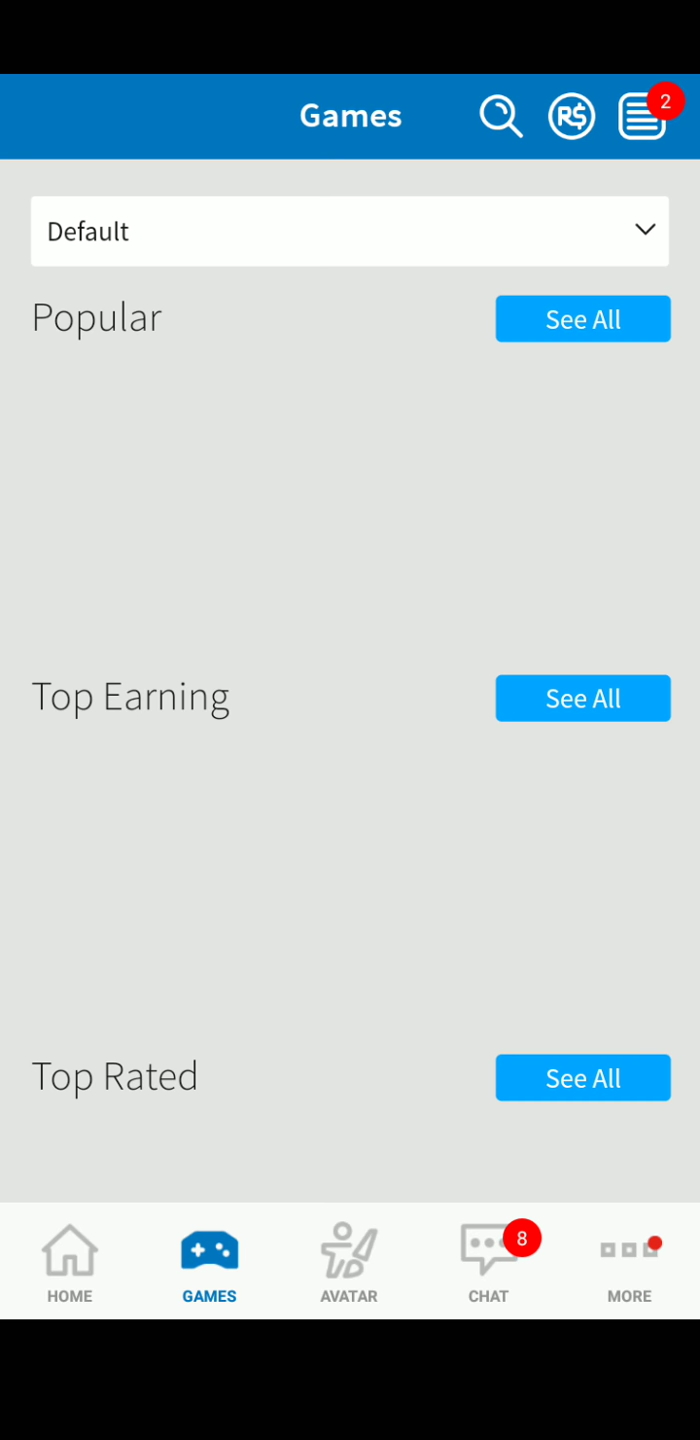 Games
R$
2
Default
Popular
See All
Top Earning
See All
Top Rated
See All
8
HOME
GAMES
AVATAR
CHAT
MORE